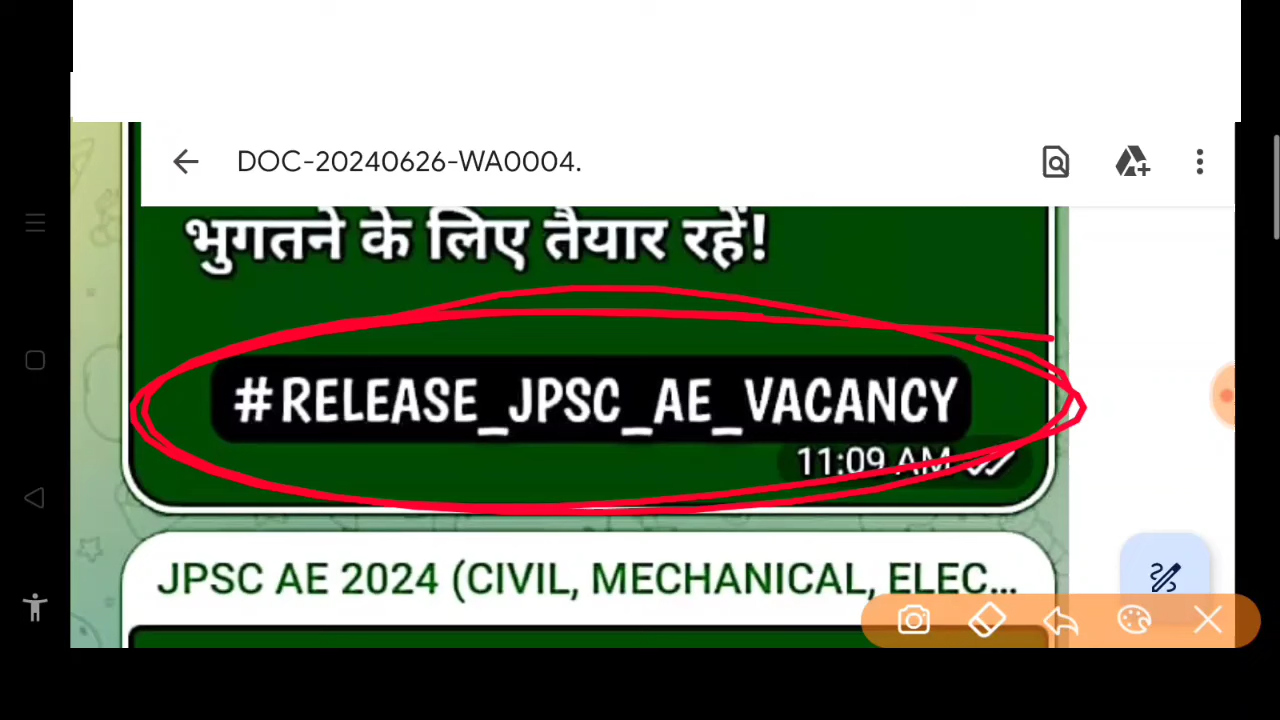 DOC-20240626-WA0004.
भुगतने के लिए तैयार रहें!
#RELEASE_JPSC_AE_VACANCY
11:09 AM
JPSC AE 2024 (CIVIL, MECHANICAL, ELEC...